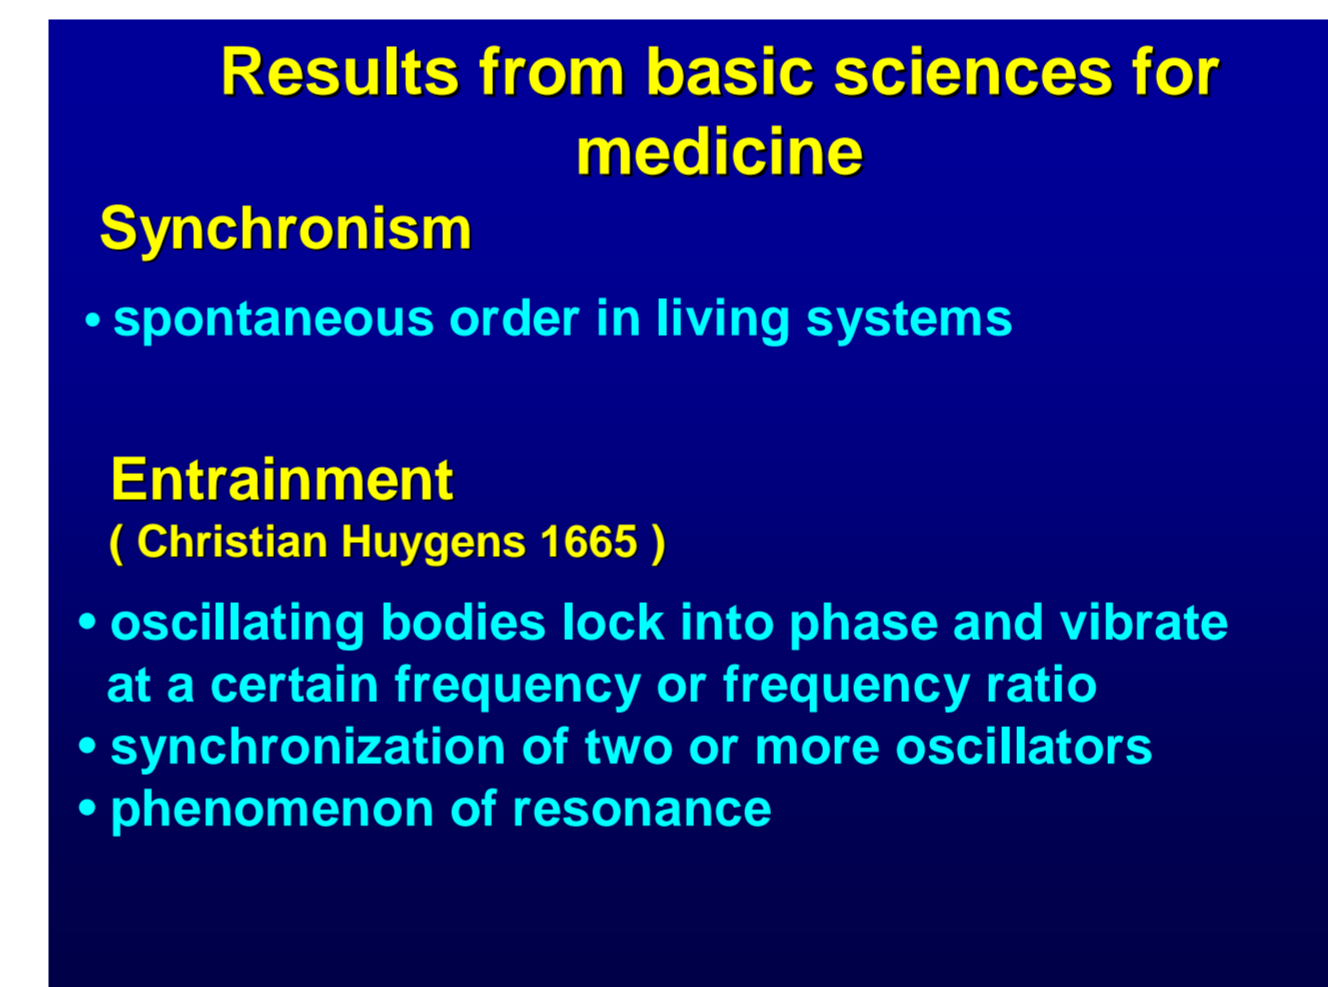 Results from basic sciences for
medicine
Synchronism
• spontaneous order in living systems
Entrainment
( Christian Huygens 1665 )
• oscillating bodies lock into phase and vibrate
at a certain frequency or frequency ratio
• synchronization of two or more oscillators
• phenomenon of resonance